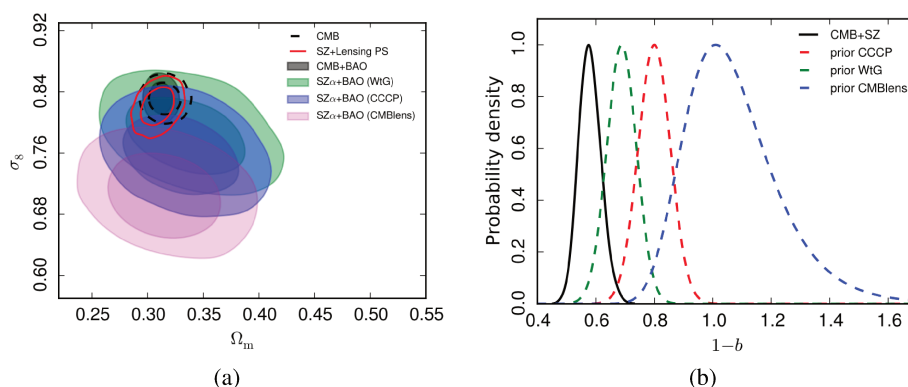 0.92
0.84
0.76
0.68
0.60
σ8
0.25 0.30 0.35 0.40 0.45 0.50 0.55
Ωm
CMB
SZ+Lensing PS
CMB+BAO
SZα+BAO (WtG)
SZα+BAO (CCCP)
SZα+BAO (CMBlens)
(a)
1.0
0.8
0.6
0.4
0.2
0.0
Probability density
0.4 0.6 0.8 1.0 1.2 1.4 1.6
1−b
CMB+SZ
prior CCCP
prior WtG
prior CMBlens
(b)